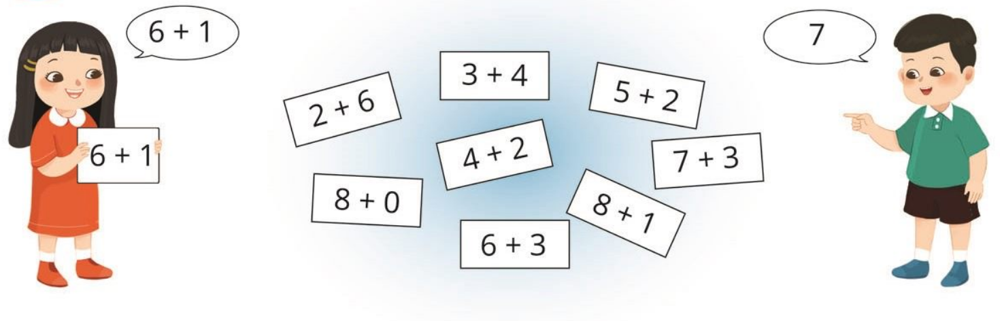 6 + 1
7
3 + 4
5 + 2
2 + 6
4 + 2
7 + 3
6 + 1
8 + 0
8 + 1
6 + 3